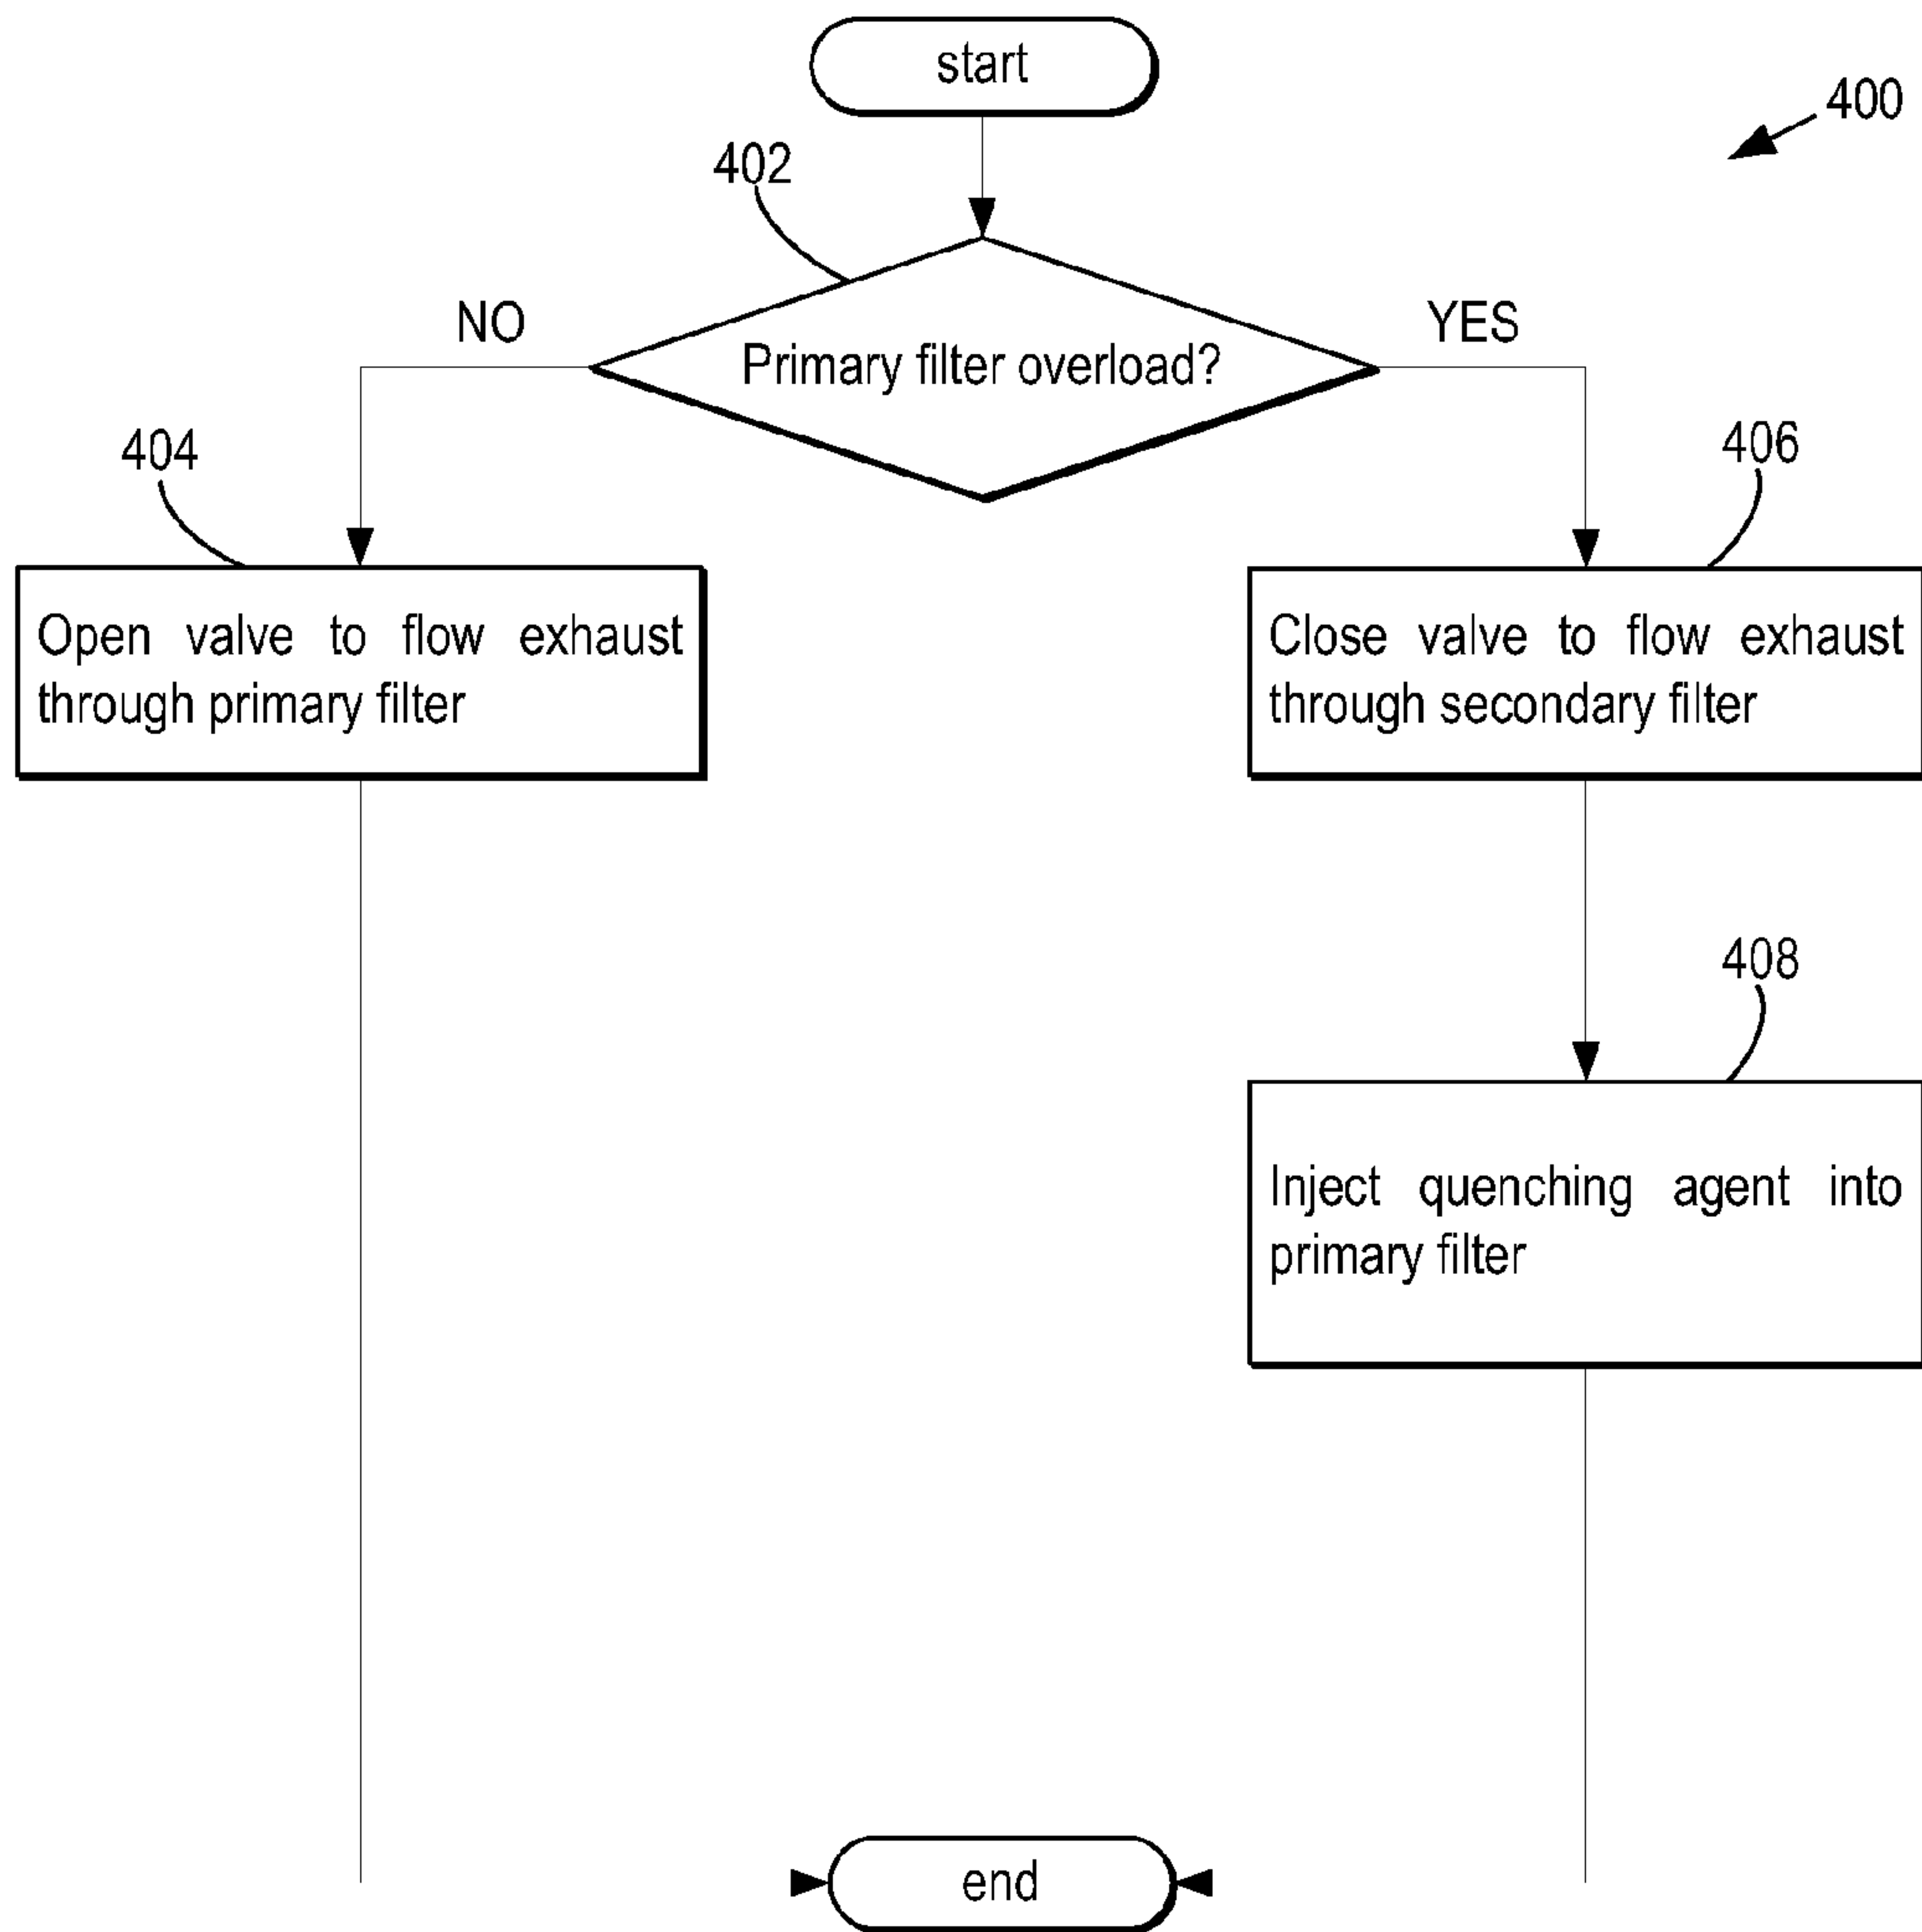 start
400
402
NO
YES
Primary filter overload?
404
406
Open valve to flow exhaust
through primary filter
Close valve to flow exhaust
through secondary filter
408
Inject quenching agent into
primary filter
end